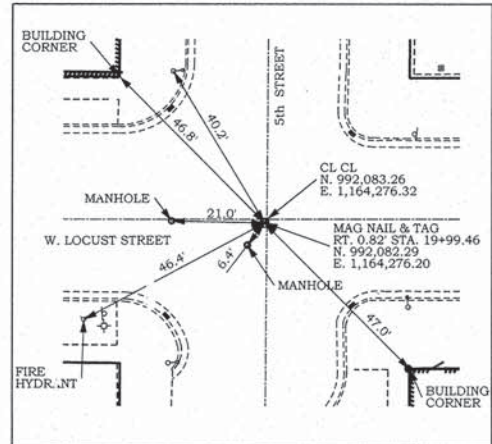 BUILDING
CORNER
5th STREET
40.2'
46.8'
CL CL
N. 992,083.26
E. 1,164,276.32
MANHOLE
21.0'
W. LOCUST STREET
MAG NAIL & TAG
RT. 0.82' STA. 19+99.46
N. 992,082.29
E. 1,164,276.20
46.4'
6.4'
MANHOLE
47.0'
FIRE
HYDRANT
BUILDING
CORNER